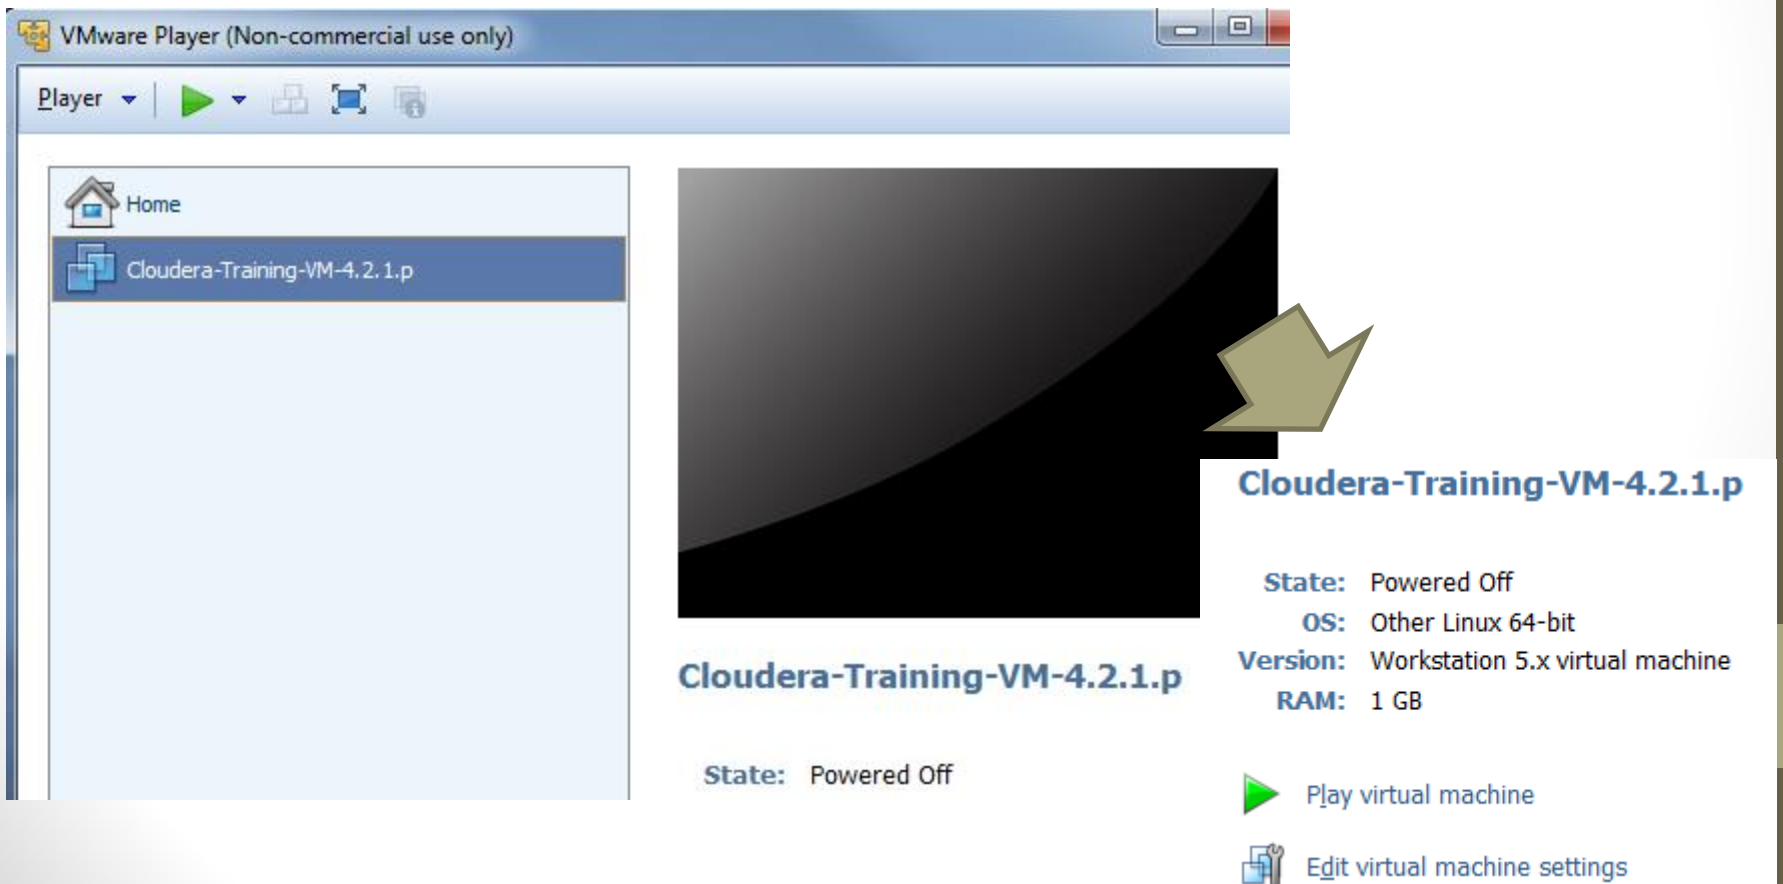 VMware Player (Non-commercial use only)
Player
Home
Cloudera-Training-VM-4.2.1.p
Cloudera-Training-VM-4.2.1.p
State: Powered Off
Cloudera-Training-VM-4.2.1.p
State: Powered Off
OS: Other Linux 64-bit
Version: Workstation 5.x virtual machine
RAM: 1 GB
Play virtual machine
Edit virtual machine settings